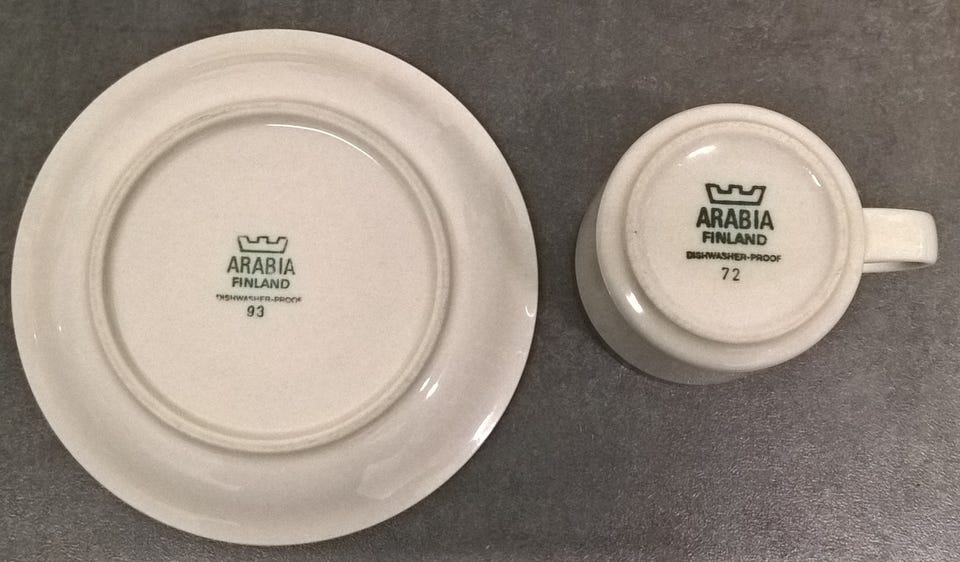 ARABIA
FINLAND
DISHWASHER-PROOF
93
ARABIA
FINLAND
DISHWASHER-PROOF
72